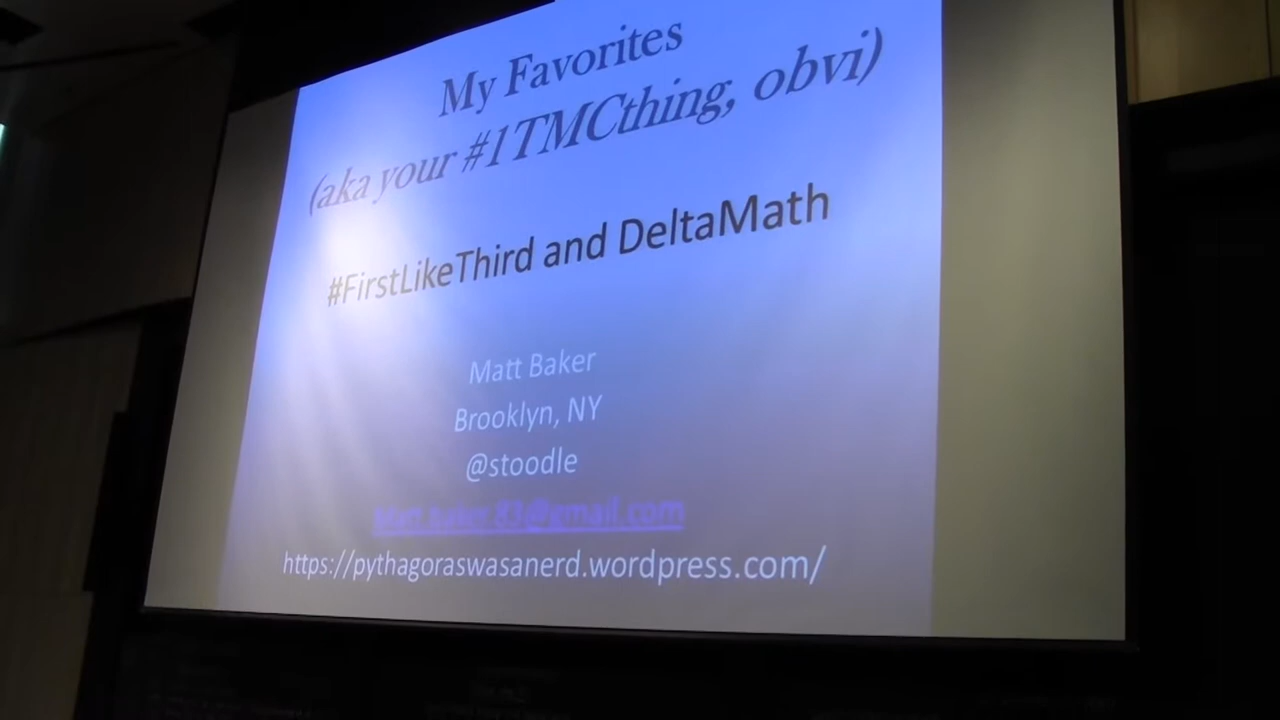 My Favorites
(aka your #1TMCthing, obvi)
#FirstLikeThird and DeltaMath
Matt Baker
Brooklyn, NY
@stoodle
https://pythagoraswasanerd.wordpress.com/